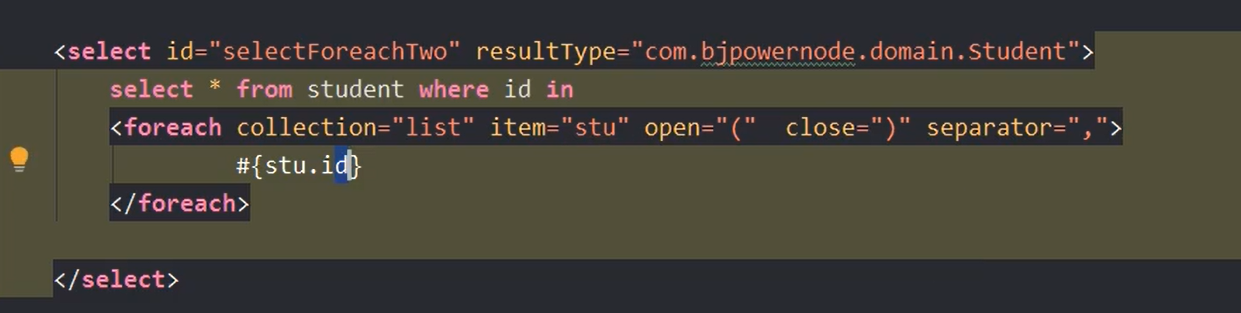 <select id="selectForeachTwo" resultType="com.bjpowernode.domain.Student">
select * from student where id in
<foreach collection="list" item="stu" open="("  close=")" separator=",">
#{stu.id}
</foreach>
</select>